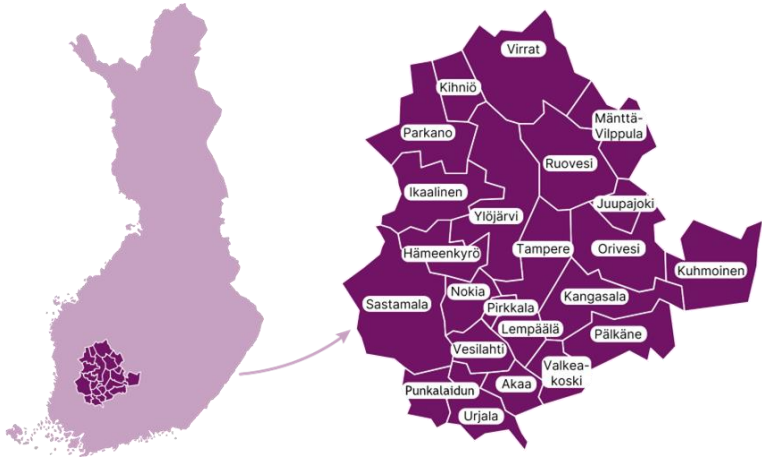 Virrat
Kihniö
Mänttä-
Vilppula
Parkano
Ruovesi
Ikaalinen
Juupajoki
Ylöjärvi
Hämeenkyrö
Tampere
Orivesi
Kuhmoinen
Nokia
Kangasala
Sastamala
Pirkkala
Lempäälä
Pälkäne
Vesilahti
Valkea-
koski
Akaa
Punkalaidun
Urjala